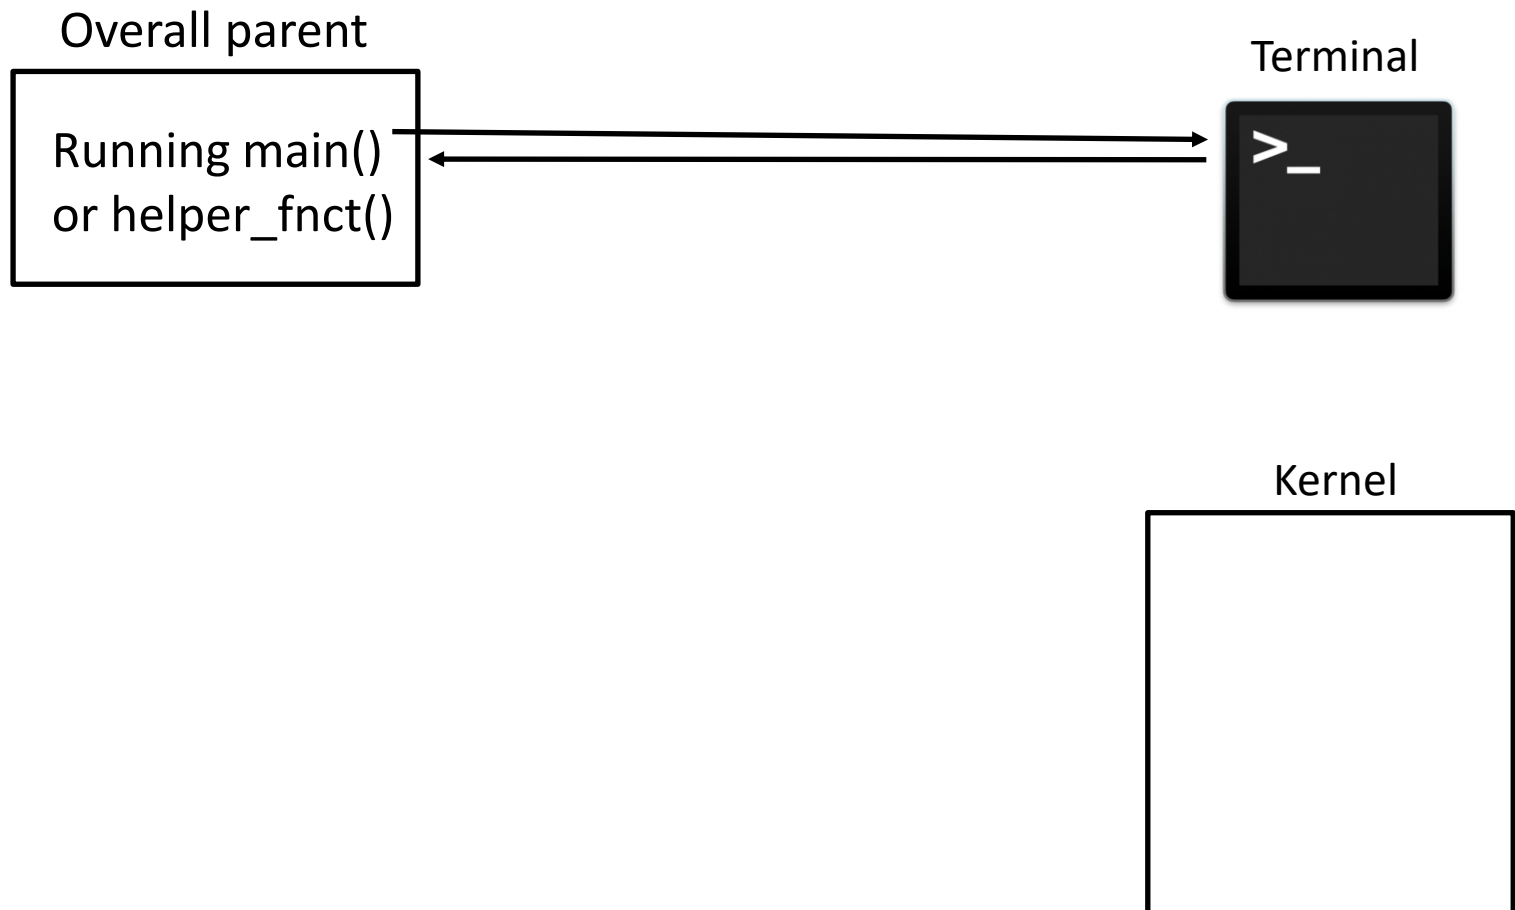 Overall parent
Terminal
Running main()
or helper_fnct()
>_
Kernel